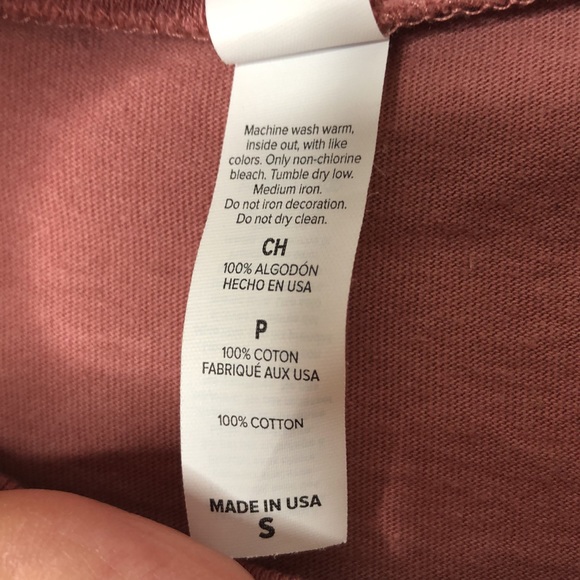 Machine wash warm,
inside out, with like
colors. Only non-chlorine
bleach. Tumble dry low.
Medium iron.
Do not iron decoration.
Do not dry clean.
CH
100% ALGODÓN
HECHO EN USA
P
100% COTON
FABRIQUÉ AUX USA
100% COTTON
MADE IN USA
S